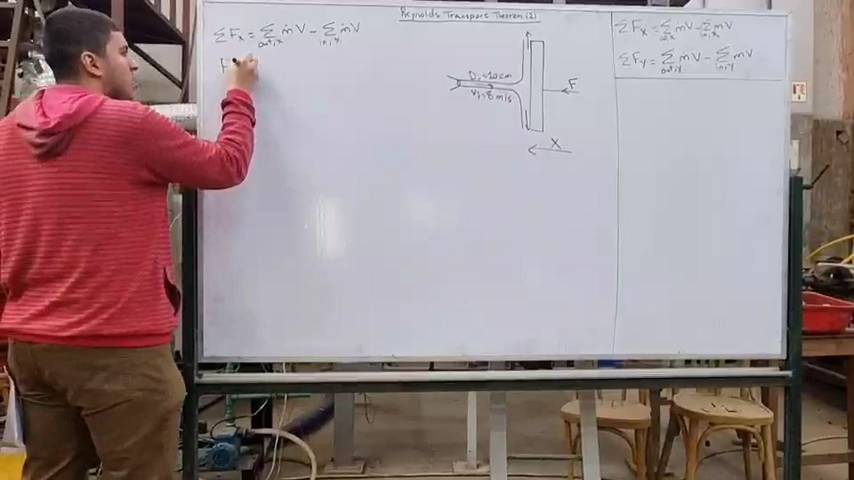 Reynolds Transport Theorem (2)
ΣFx = Σ ṁV - Σ ṁV
out,x in,x
F
D₁=10cm
V₁=8 m/s
F
X
ΣFx = Σ ṁV - Σ ṁV
out,x in,x
ΣFy = Σ ṁV - Σ ṁV
out,y in,y